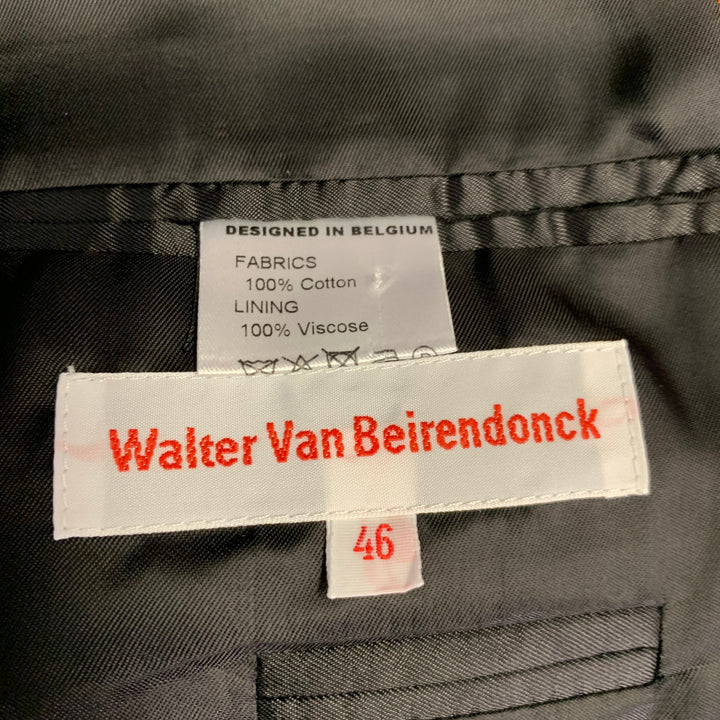 DESIGNED IN BELGIUM
FABRICS
100% Cotton
LINING
100% Viscose
Walter Van Beirendonck
46